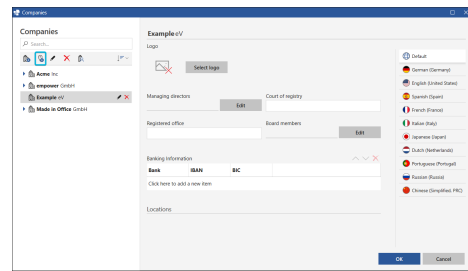 Companies
Companies
Search...
Acme Inc
empower GmbH
Example eV
Made in Office GmbH
Example eV
Logo
Select logo
Managing directors
Edit
Court of registry
Registered office
Board members
Edit
Banking Information
Bank IBAN BIC
Click here to add a new item
Locations
Default
German (Germany)
English (United States)
Spanish (Spain)
French (France)
Italian (Italy)
Japanese (Japan)
Dutch (Netherlands)
Portuguese (Portugal)
Russian (Russia)
Chinese (Simplified, PRC)
OK Cancel